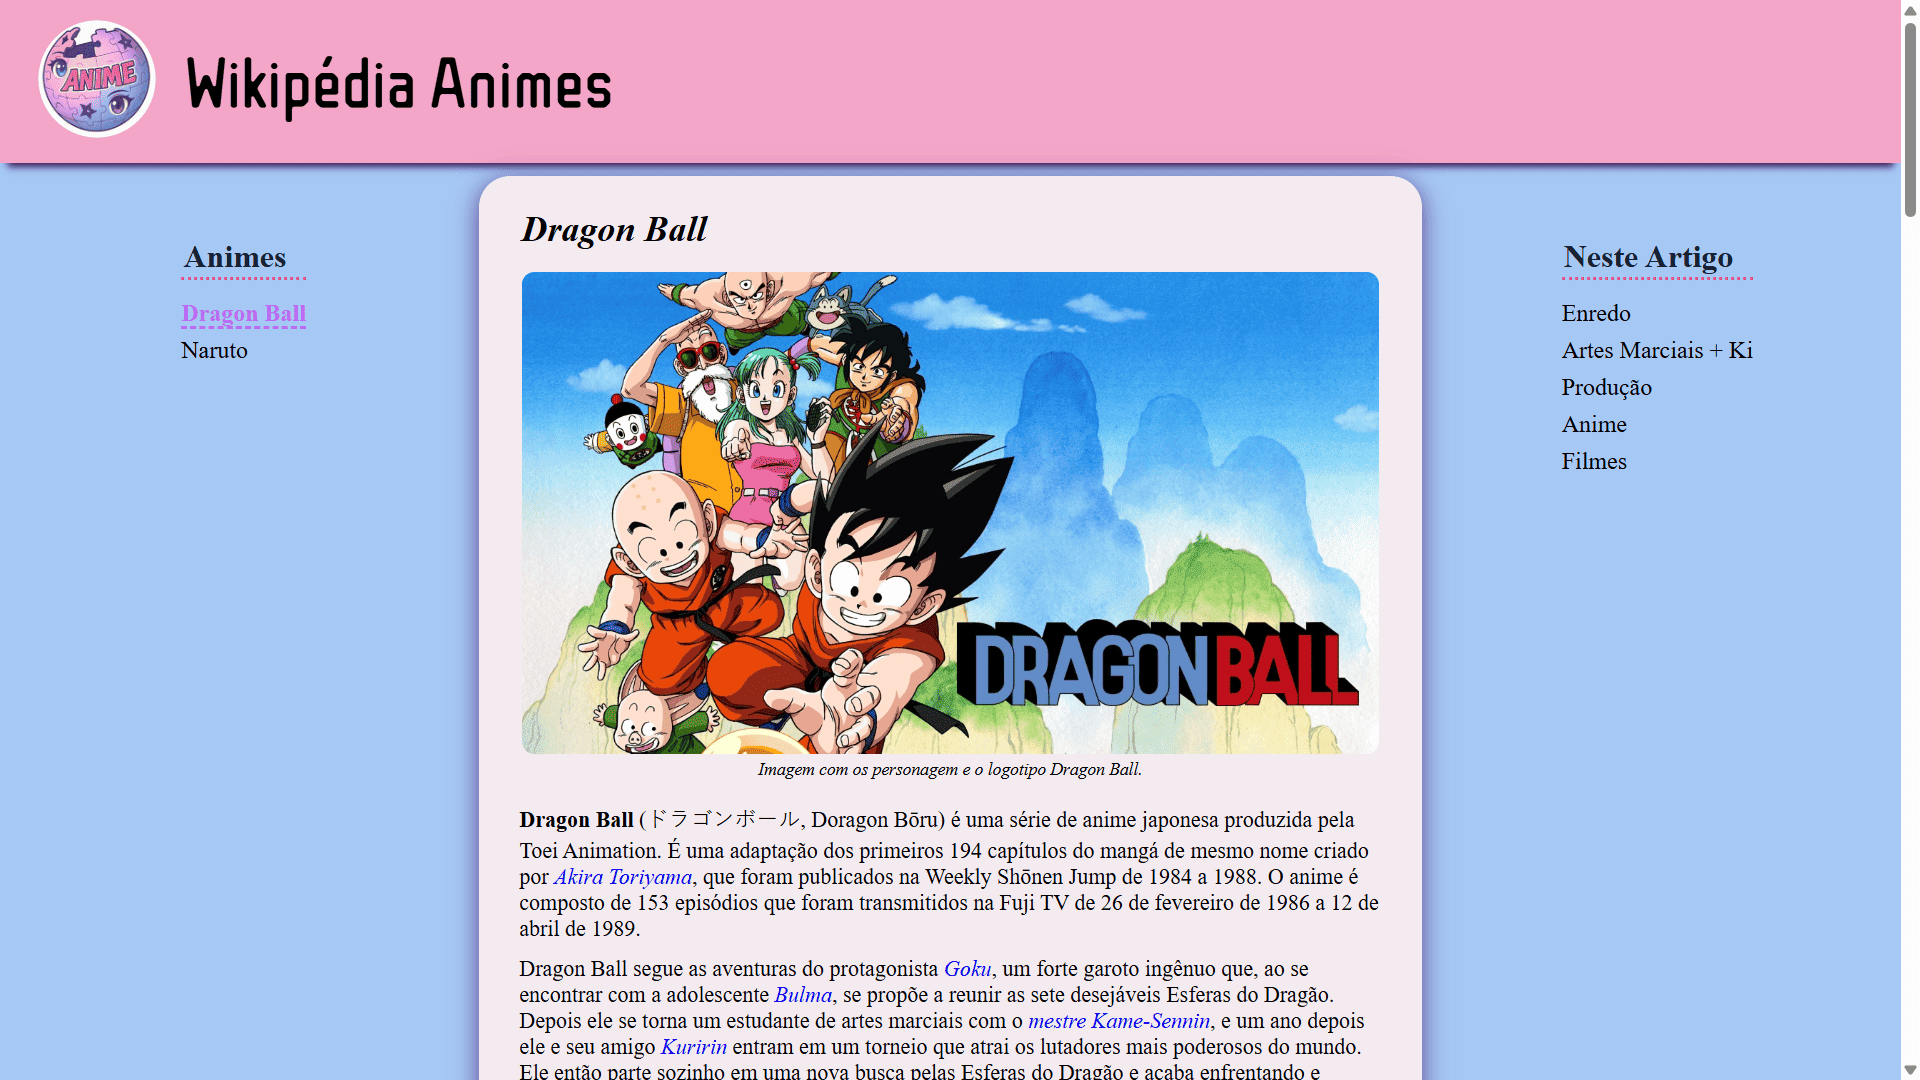 ANIME
Wikipédia Animes
Animes
Dragon Ball
Naruto
Dragon Ball
DRAGON BALL
Imagem com os personagem e o logotipo Dragon Ball.
Dragon Ball (ドラゴンボール, Doragon Bōru) é uma série de anime japonesa produzida pela
Toei Animation. É uma adaptação dos primeiros 194 capítulos do mangá de mesmo nome criado
por Akira Toriyama, que foram publicados na Weekly Shōnen Jump de 1984 a 1988. O anime é
composto de 153 episódios que foram transmitidos na Fuji TV de 26 de fevereiro de 1986 a 12 de
abril de 1989.
Dragon Ball segue as aventuras do protagonista Goku, um forte garoto ingênuo que, ao se
encontrar com a adolescente Bulma, se propõe a reunir as sete desejáveis Esferas do Dragão.
Depois ele se torna um estudante de artes marciais com o mestre Kame-Sennin, e um ano depois
ele e seu amigo Kuririn entram em um torneio que atrai os lutadores mais poderosos do mundo.
Ele então parte sozinho em uma nova busca pelas Esferas do Dragão e acaba enfrentando e
Neste Artigo
Enredo
Artes Marciais + Ki
Produção
Anime
Filmes